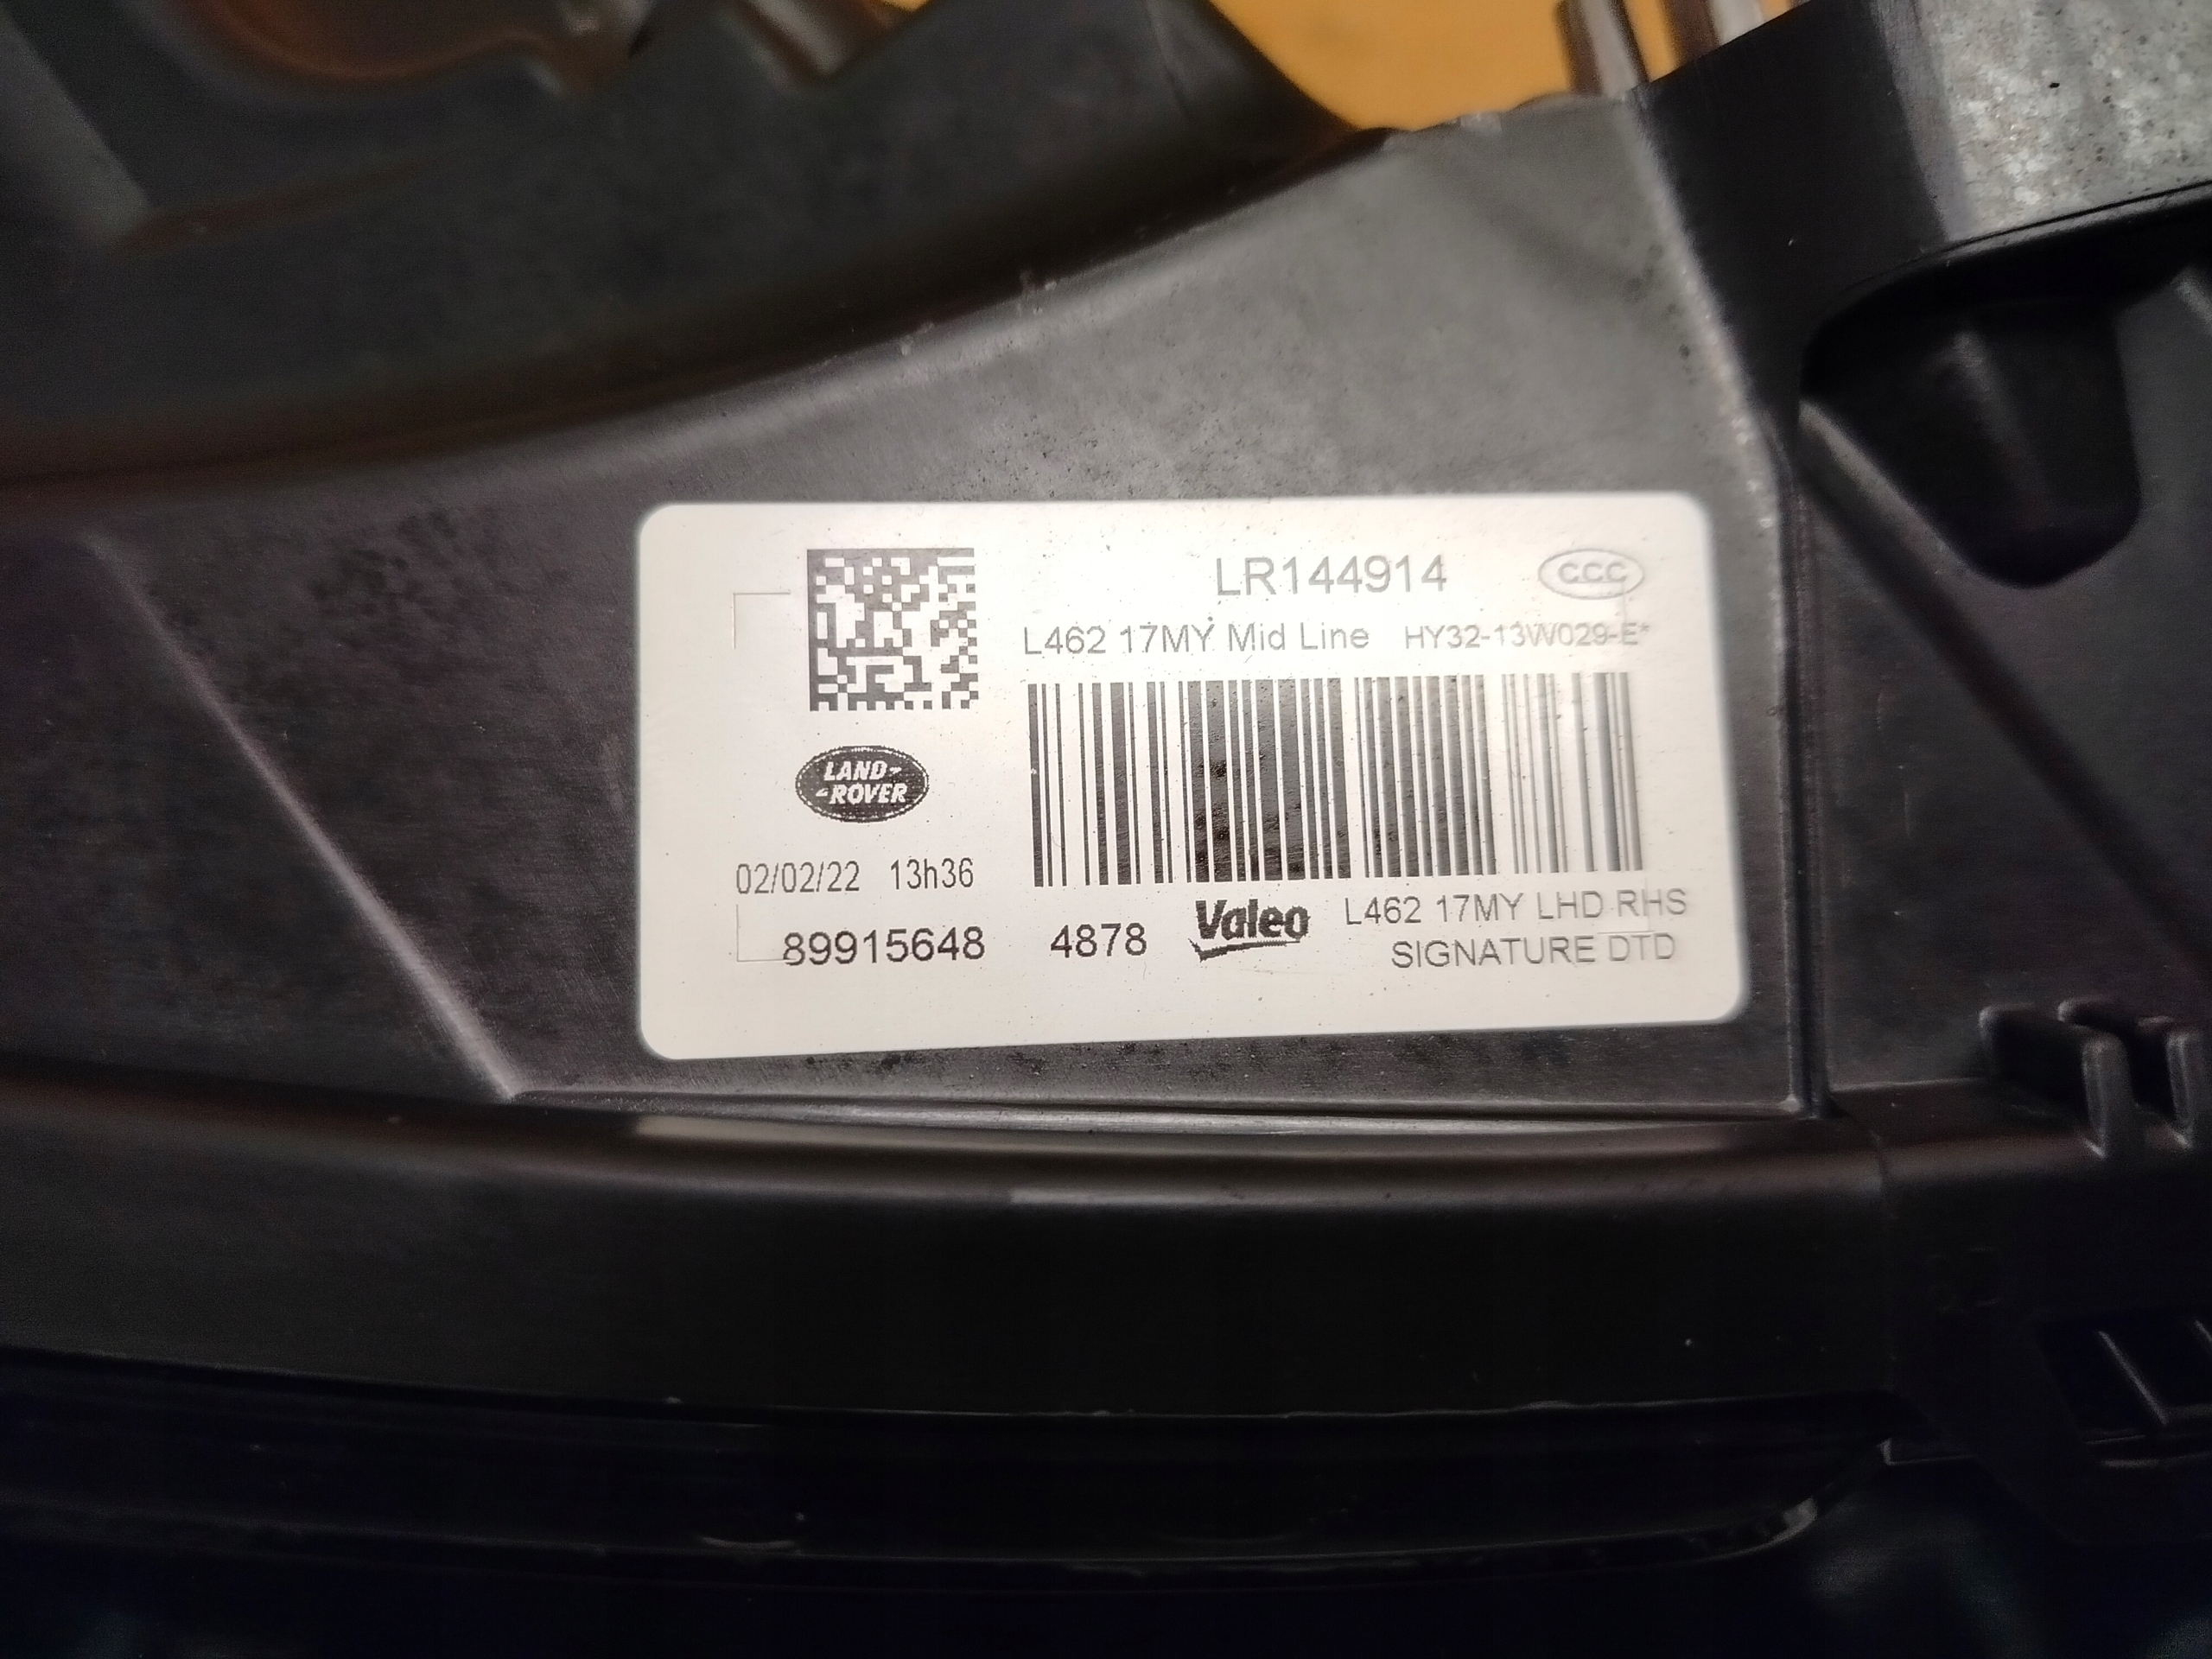 LR144914
CCC
L462 17MY Mid Line HY32-13W029-E*
LAND-
-ROVER
02/02/22 13h36
89915648 4878
Valeo
L462 17MY LHD RHS
SIGNATURE DTD